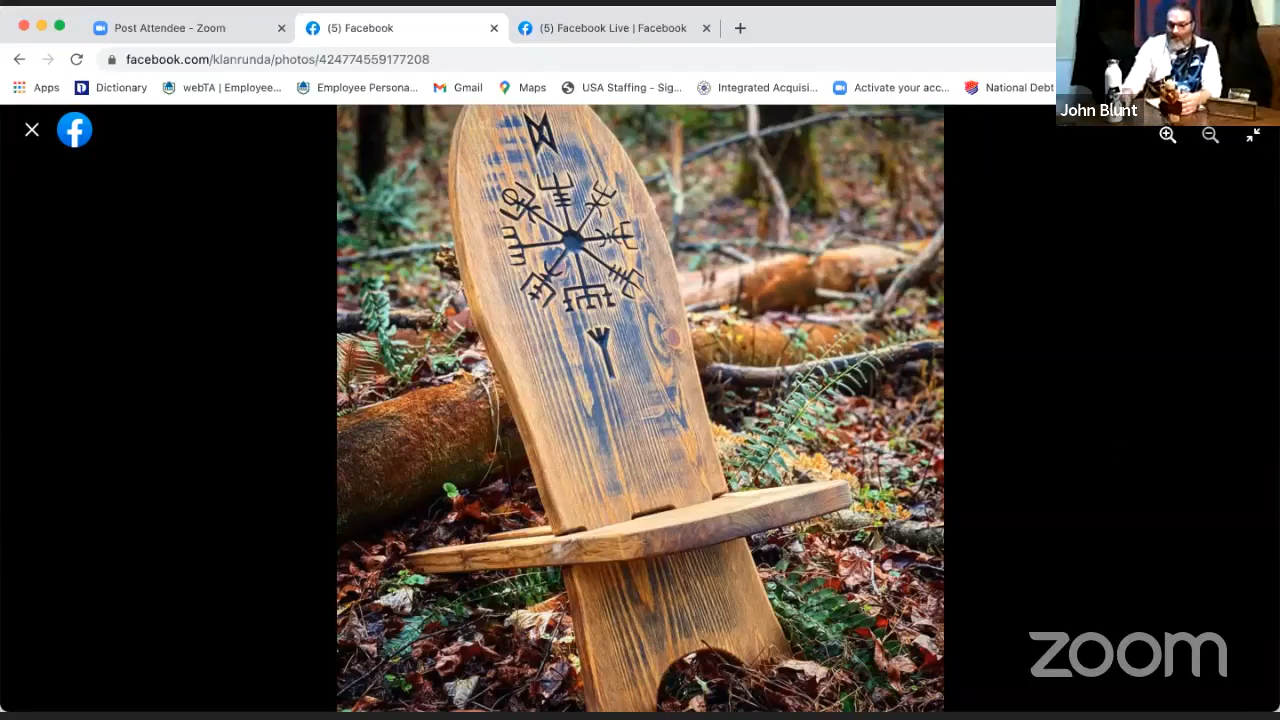 Post Attendee - Zoom
(5) Facebook
(5) Facebook Live | Facebook
facebook.com/klanrunda/photos/424774559177208
Apps
Dictionary
webTA | Employee...
Employee Persona...
Gmail
Maps
USA Staffing - Sig...
Integrated Acquisi...
Activate your acc...
National Debt
John Blunt
ᛞ
ᛉ
zoom